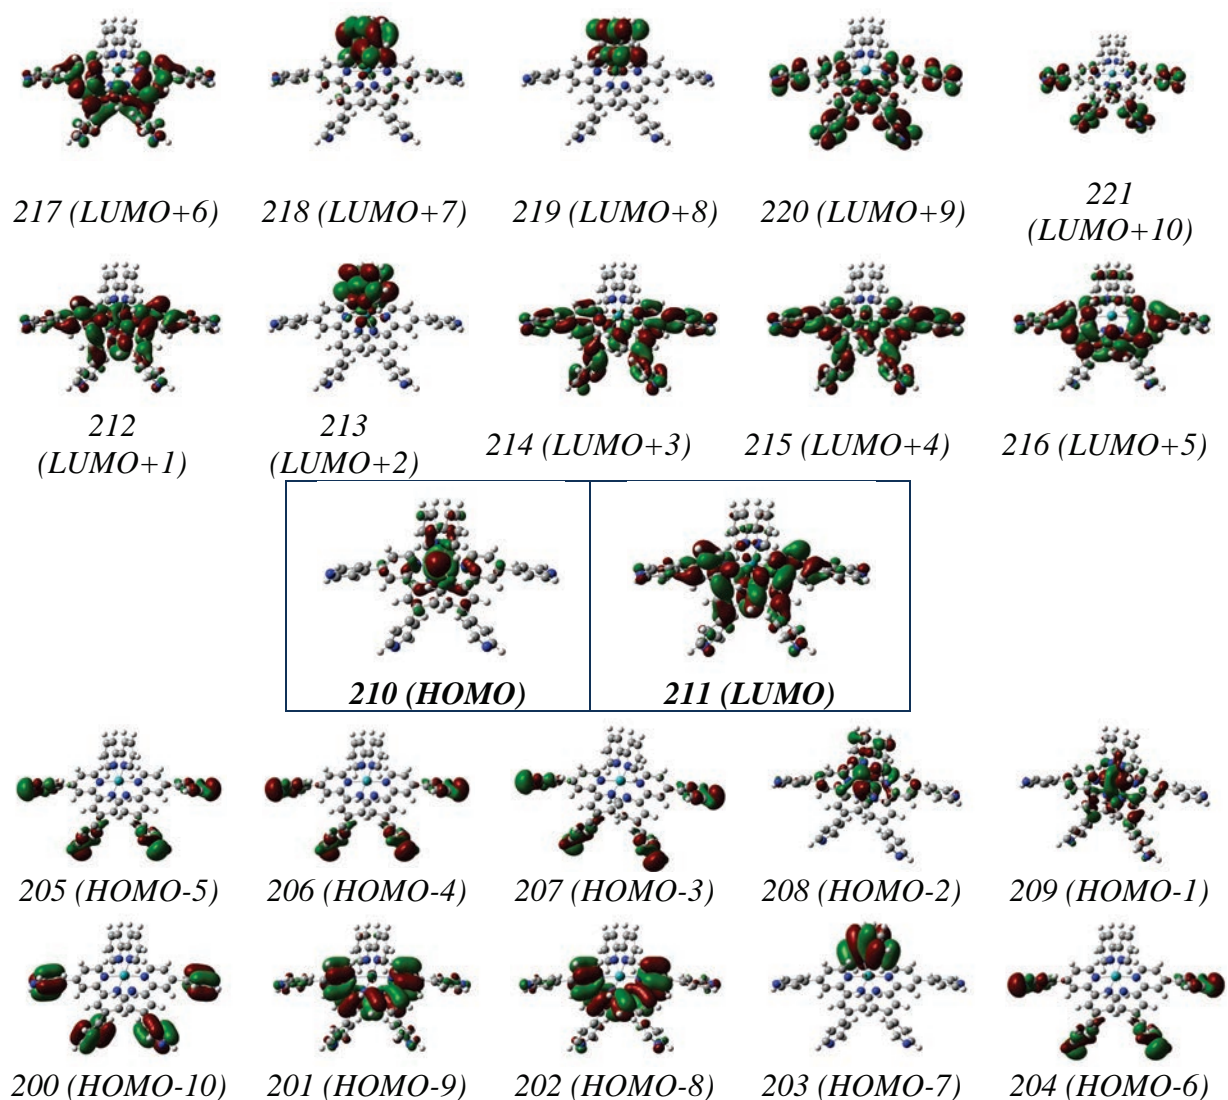 217 (LUMO+6) 218 (LUMO+7) 219 (LUMO+8) 220 (LUMO+9) 221
(LUMO+10)
212
(LUMO+1) 213
(LUMO+2) 214 (LUMO+3) 215 (LUMO+4) 216 (LUMO+5)
210 (HOMO) 211 (LUMO)
205 (HOMO-5) 206 (HOMO-4) 207 (HOMO-3) 208 (HOMO-2) 209 (HOMO-1)
200 (HOMO-10) 201 (HOMO-9) 202 (HOMO-8) 203 (HOMO-7) 204 (HOMO-6)